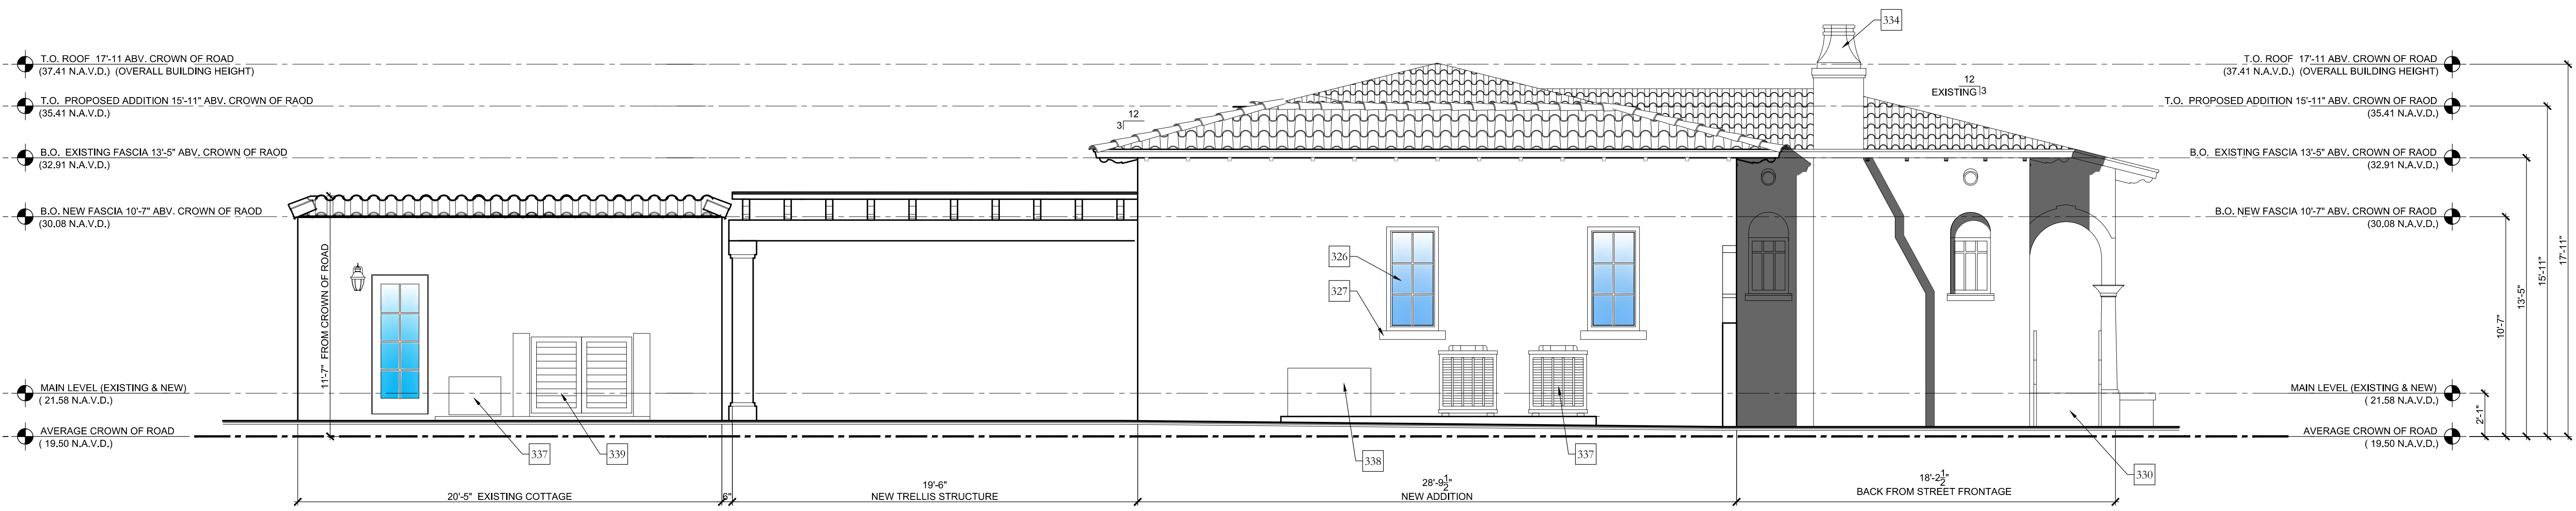 334
T.O. ROOF 17'-11 ABV. CROWN OF ROAD
(37.41 N.A.V.D.) (OVERALL BUILDING HEIGHT)
T.O. PROPOSED ADDITION 15'-11" ABV. CROWN OF RAOD
(35.41 N.A.V.D.)
B.O. EXISTING FASCIA 13'-5" ABV. CROWN OF RAOD
(32.91 N.A.V.D.)
B.O. NEW FASCIA 10'-7" ABV. CROWN OF RAOD
(30.08 N.A.V.D.)
MAIN LEVEL (EXISTING & NEW)
( 21.58 N.A.V.D.)
AVERAGE CROWN OF ROAD
( 19.50 N.A.V.D.)
11'-7" FROM CROWN OF ROAD
12
3
12
EXISTING 3
326
327
337
339
338
337
330
20'-5" EXISTING COTTAGE
6"
19'-6"
NEW TRELLIS STRUCTURE
28'-9 1/2"
NEW ADDITION
18'-2 1/2"
BACK FROM STREET FRONTAGE
T.O. ROOF 17'-11 ABV. CROWN OF ROAD
(37.41 N.A.V.D.) (OVERALL BUILDING HEIGHT)
T.O. PROPOSED ADDITION 15'-11" ABV. CROWN OF RAOD
(35.41 N.A.V.D.)
B.O. EXISTING FASCIA 13'-5" ABV. CROWN OF RAOD
(32.91 N.A.V.D.)
B.O. NEW FASCIA 10'-7" ABV. CROWN OF RAOD
(30.08 N.A.V.D.)
MAIN LEVEL (EXISTING & NEW)
( 21.58 N.A.V.D.)
AVERAGE CROWN OF ROAD
( 19.50 N.A.V.D.)
2'-1"
10'-7"
13'-5"
15'-11"
17'-11"